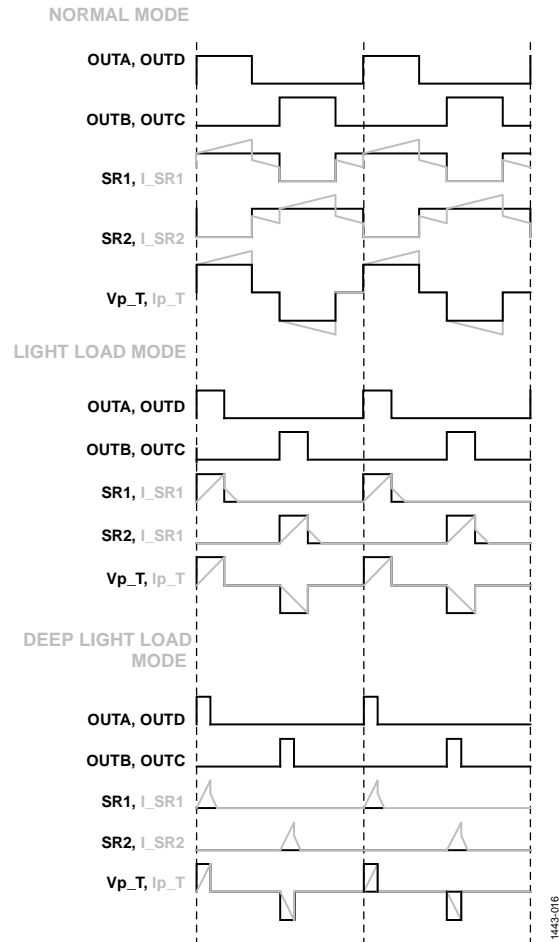 NORMAL MODE
OUTA, OUTD
OUTB, OUTC
SR1, I_SR1
SR2, I_SR2
Vp_T, Ip_T
LIGHT LOAD MODE
OUTA, OUTD
OUTB, OUTC
SR1, I_SR1
SR2, I_SR1
Vp_T, Ip_T
DEEP LIGHT LOAD
MODE
OUTA, OUTD
OUTB, OUTC
SR1, I_SR1
SR2, I_SR2
Vp_T, Ip_T
1443-016